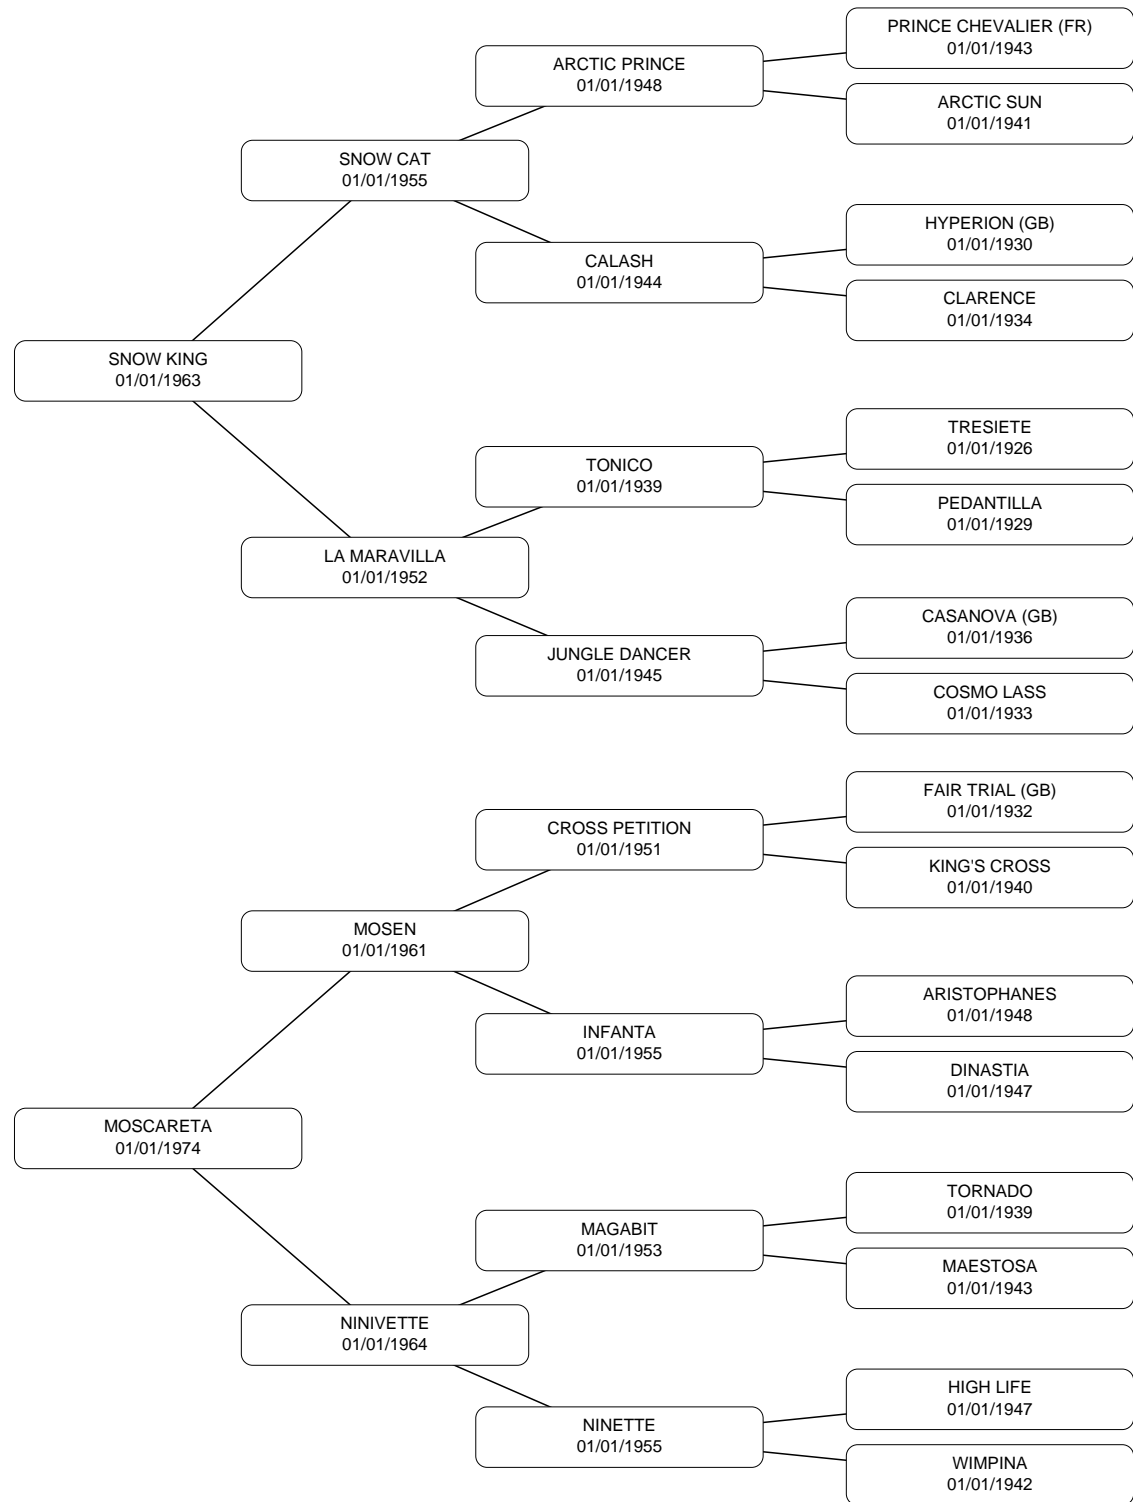 PRINCE CHEVALIER (FR)
01/01/1943
ARCTIC PRINCE
01/01/1948
ARCTIC SUN
01/01/1941
SNOW CAT
01/01/1955
HYPERION (GB)
01/01/1930
CALASH
01/01/1944
CLARENCE
01/01/1934
SNOW KING
01/01/1963
TRESIETE
01/01/1926
TONICO
01/01/1939
PEDANTILLA
01/01/1929
LA MARAVILLA
01/01/1952
CASANOVA (GB)
01/01/1936
JUNGLE DANCER
01/01/1945
COSMO LASS
01/01/1933
FAIR TRIAL (GB)
01/01/1932
CROSS PETITION
01/01/1951
KING'S CROSS
01/01/1940
MOSEN
01/01/1961
ARISTOPHANES
01/01/1948
INFANTA
01/01/1955
DINASTIA
01/01/1947
MOSCARETA
01/01/1974
TORNADO
01/01/1939
MAGABIT
01/01/1953
MAESTOSA
01/01/1943
NINIVETTE
01/01/1964
HIGH LIFE
01/01/1947
NINETTE
01/01/1955
WIMPINA
01/01/1942